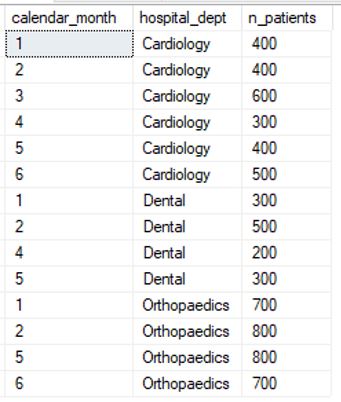 calendar_month hospital_dept n_patients
1 Cardiology 400
2 Cardiology 400
3 Cardiology 600
4 Cardiology 300
5 Cardiology 400
6 Cardiology 500
1 Dental 300
2 Dental 500
4 Dental 200
5 Dental 300
1 Orthopaedics 700
2 Orthopaedics 800
5 Orthopaedics 800
6 Orthopaedics 700